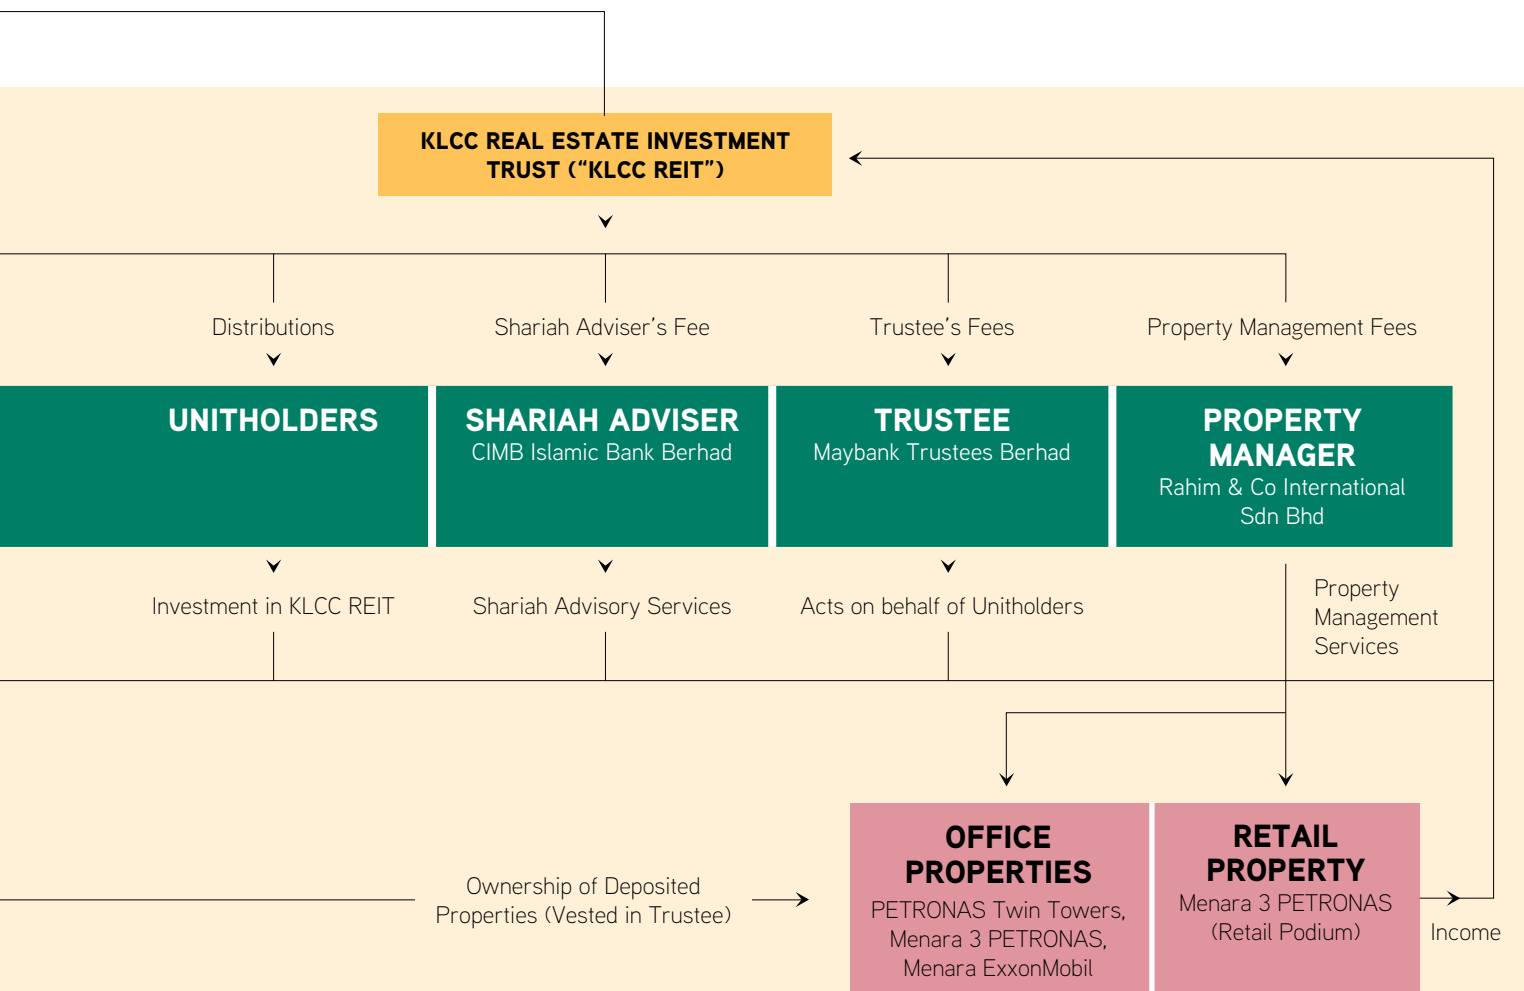 KLCC REAL ESTATE INVESTMENT
TRUST (“KLCC REIT”)
Distributions
Shariah Adviser’s Fee
Trustee’s Fees
Property Management Fees
UNITHOLDERS
SHARIAH ADVISER
CIMB Islamic Bank Berhad
TRUSTEE
Maybank Trustees Berhad
PROPERTY
MANAGER
Rahim & Co International
Sdn Bhd
Investment in KLCC REIT
Shariah Advisory Services
Acts on behalf of Unitholders
Property
Management
Services
Ownership of Deposited
Properties (Vested in Trustee)
OFFICE
PROPERTIES
PETRONAS Twin Towers,
Menara 3 PETRONAS,
Menara ExxonMobil
RETAIL
PROPERTY
Menara 3 PETRONAS
(Retail Podium)
Income